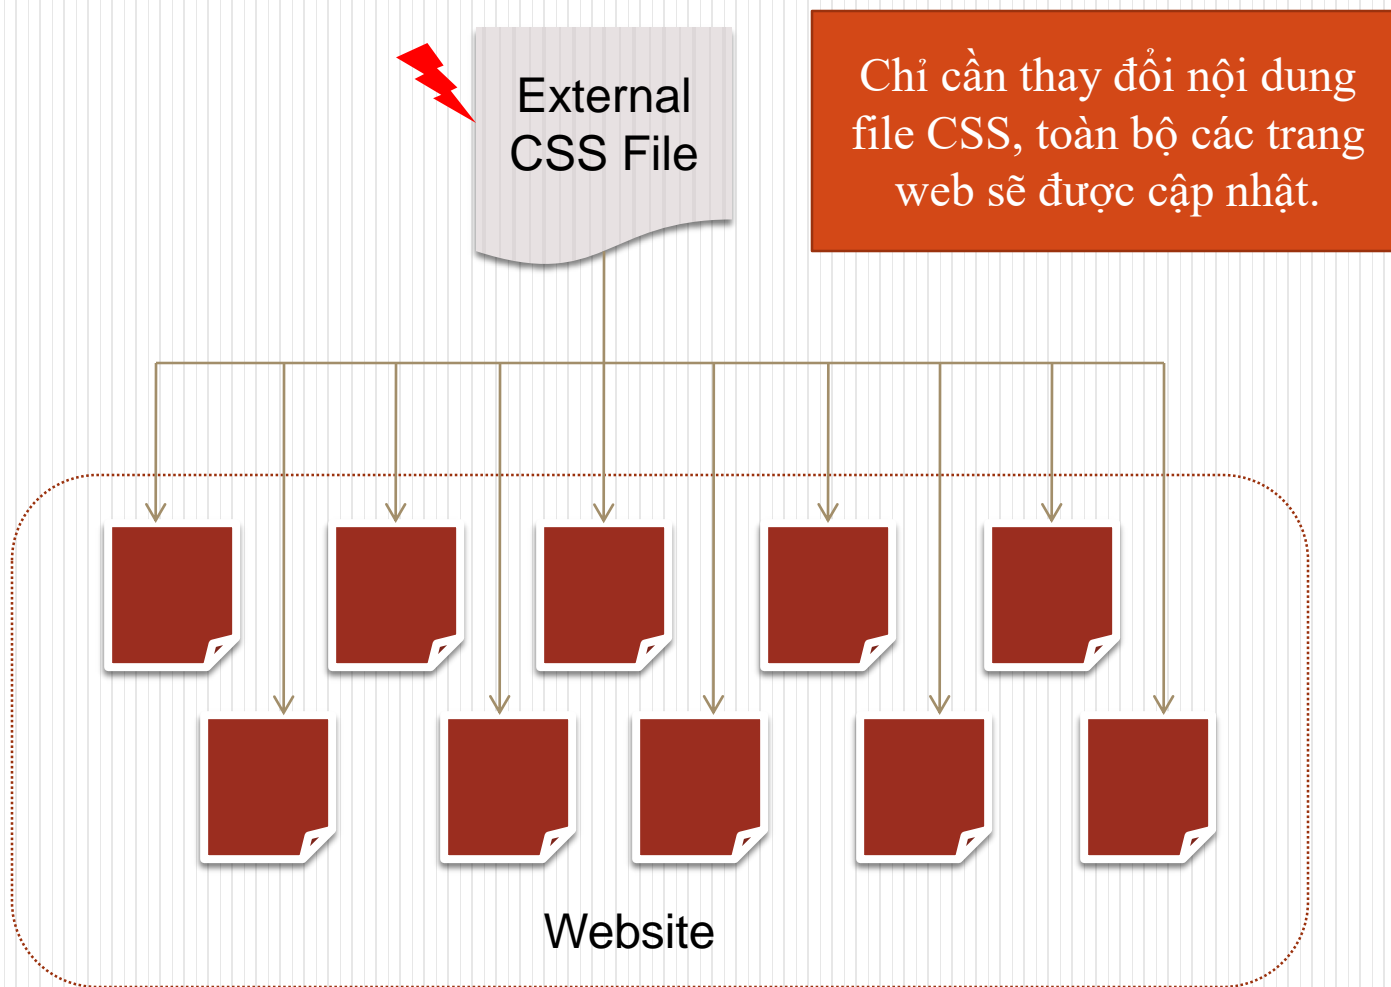 External
CSS File
Chỉ cần thay đổi nội dung
file CSS, toàn bộ các trang
web sẽ được cập nhật.
Website